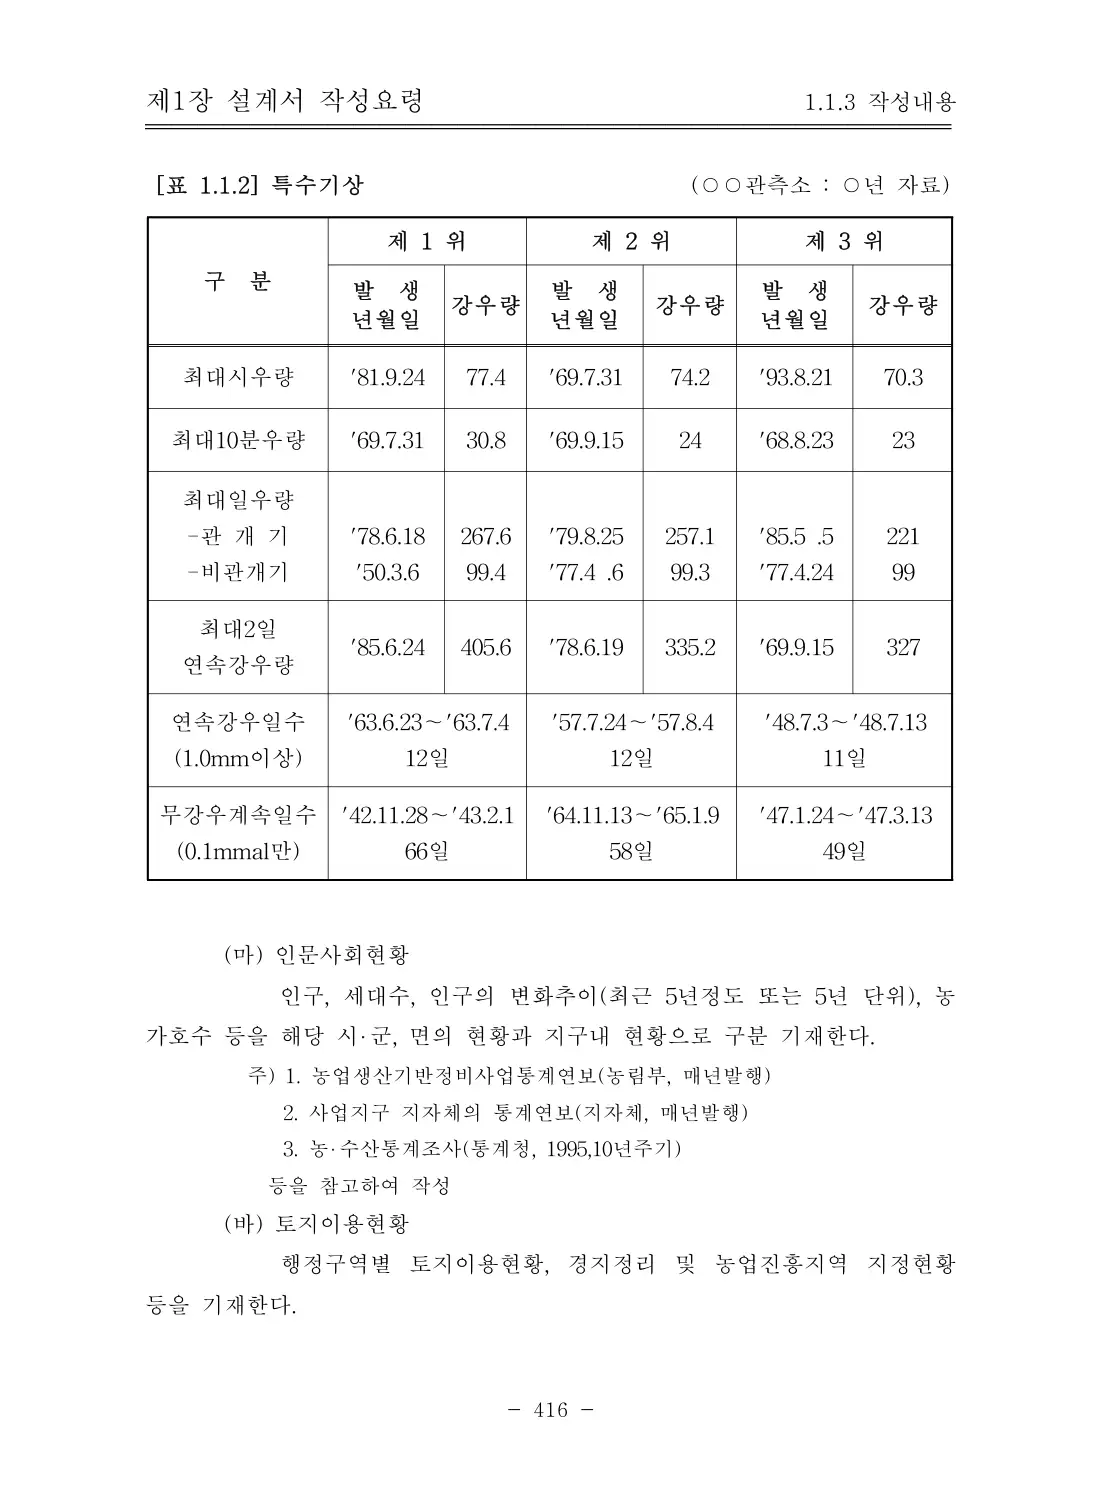 제1장 설계서 작성요령 1.1.3 작성내용
[표 1.1.2] 특수기상 (○○관측소 : ○년 자료)
구 분 제 1 위 제 2 위 제 3 위
발 생 년월일 강우량 발 생 년월일 강우량 발 생 년월일 강우량
최대시우량 '81.9.24 77.4 '69.7.31 74.2 '93.8.21 70.3
최대10분우량 '69.7.31 30.8 '69.9.15 24 '68.8.23 23
최대일우량
-관 개 기 '78.6.18 267.6 '79.8.25 257.1 '85.5 .5 221
-비관개기 '50.3.6 99.4 '77.4 .6 99.3 '77.4.24 99
최대2일
연속강우량 '85.6.24 405.6 '78.6.19 335.2 '69.9.15 327
연속강우일수 '63.6.23～'63.7.4 '57.7.24～'57.8.4 '48.7.3～'48.7.13
(1.0mm이상) 12일 12일 11일
무강우계속일수 '42.11.28～'43.2.1 '64.11.13～'65.1.9 '47.1.24～'47.3.13
(0.1mmal만) 66일 58일 49일
(마) 인문사회현황
인구, 세대수, 인구의 변화추이(최근 5년정도 또는 5년 단위), 농
가호수 등을 해당 시·군, 면의 현황과 지구내 현황으로 구분 기재한다.
주) 1. 농업생산기반정비사업통계연보(농림부, 매년발행)
2. 사업지구 지자체의 통계연보(지자체, 매년발행)
3. 농·수산통계조사(통계청, 1995,10년주기)
등을 참고하여 작성
(바) 토지이용현황
행정구역별 토지이용현황, 경지정리 및 농업진흥지역 지정현황
등을 기재한다.
- 416 -